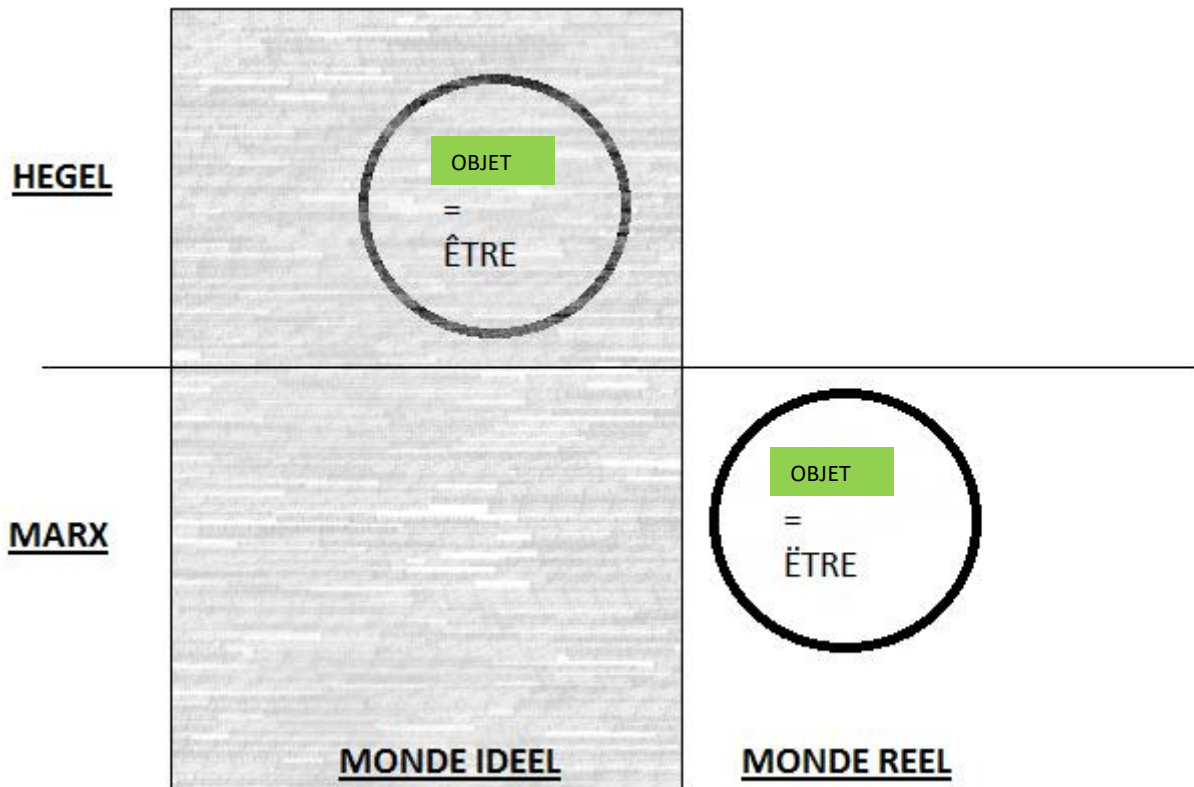 HEGEL
OBJET
=
ÊTRE
MARX
OBJET
=
ËTRE
MONDE IDEEL
MONDE REEL